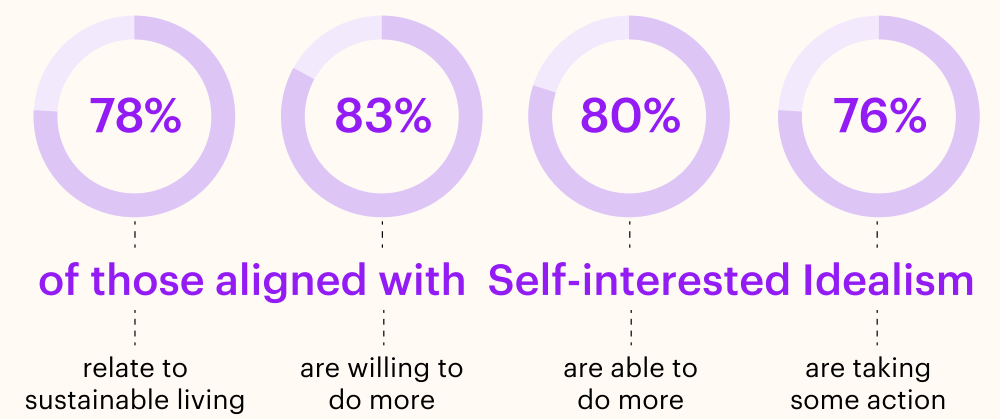 78%
83%
80%
76%
of those aligned with Self-interested Idealism
relate to
sustainable living
are willing to
do more
are able to
do more
are taking
some action